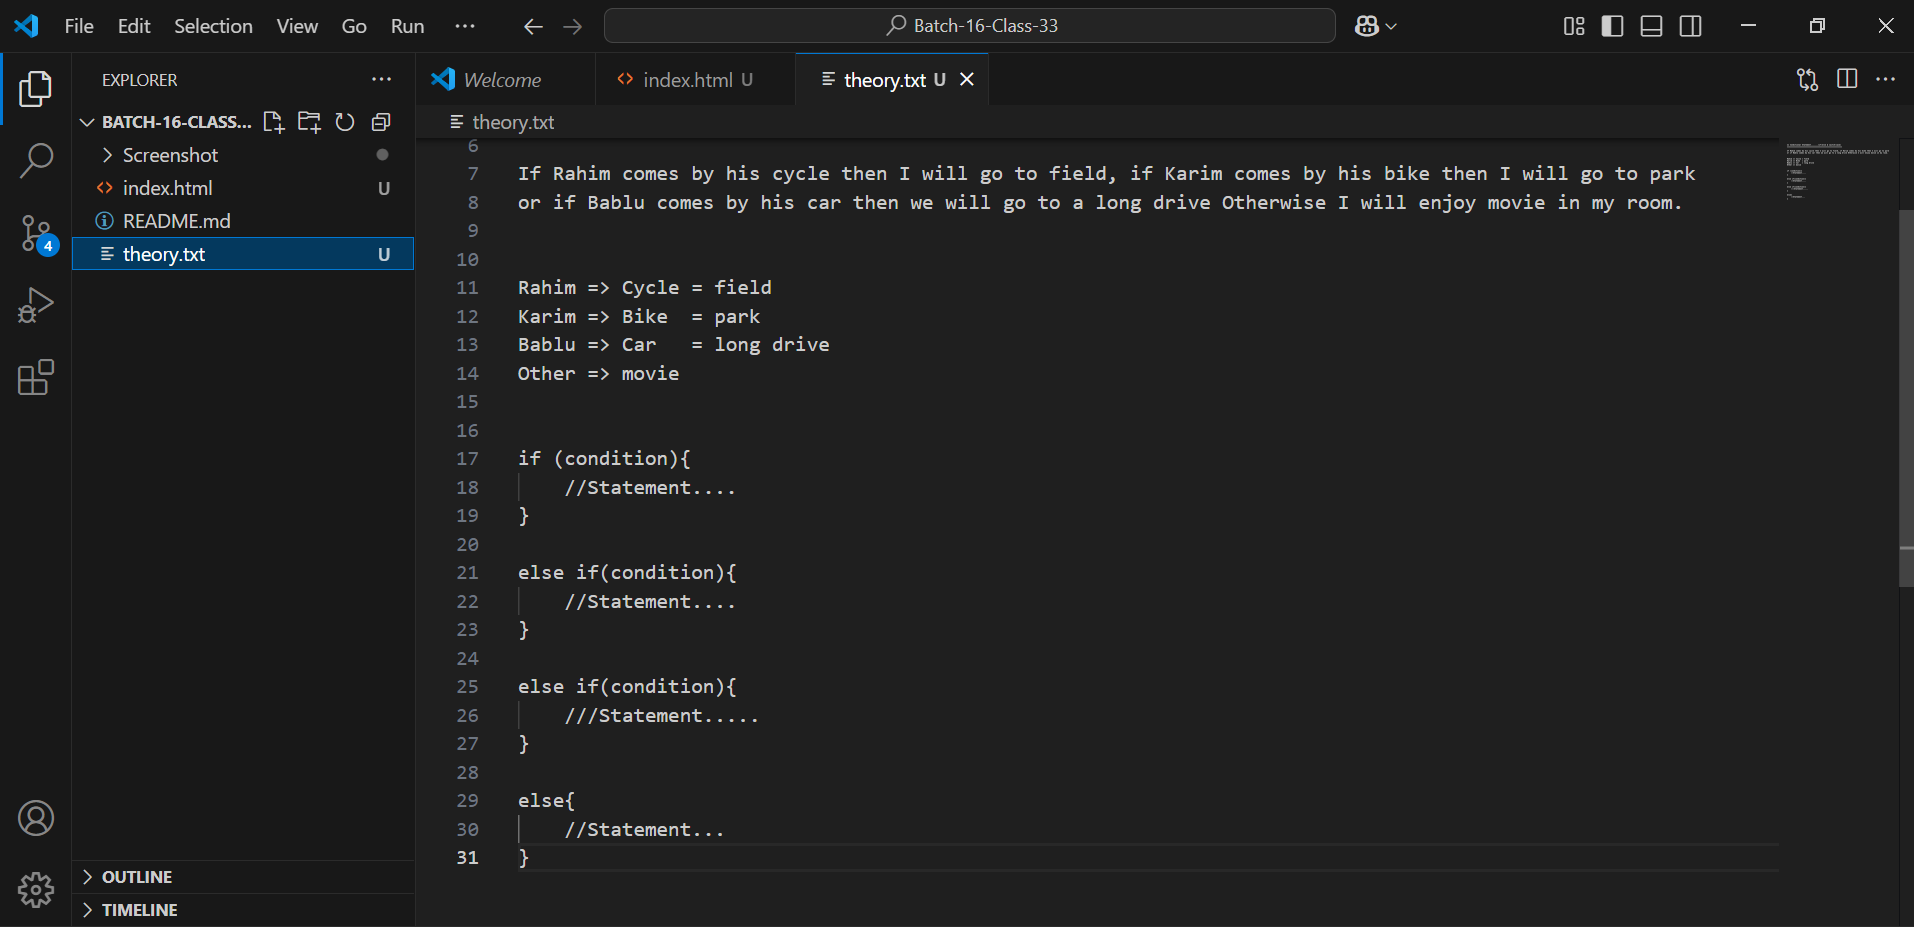 File Edit Selection View Go Run ... Batch-16-Class-33
EXPLORER ...
BATCH-16-CLASS...
Screenshot
index.html U
README.md
theory.txt U
4
OUTLINE
TIMELINE
Welcome index.html U theory.txt U
theory.txt
6
7 If Rahim comes by his cycle then I will go to field, if Karim comes by his bike then I will go to park
8 or if Bablu comes by his car then we will go to a long drive Otherwise I will enjoy movie in my room.
9
10
11 Rahim => Cycle = field
12 Karim => Bike  = park
13 Bablu => Car   = long drive
14 Other => movie
15
16
17 if (condition){
18     //Statement....
19 }
20
21 else if(condition){
22     //Statement....
23 }
24
25 else if(condition){
26     ///Statement.....
27 }
28
29 else{
30     //Statement...
31 }